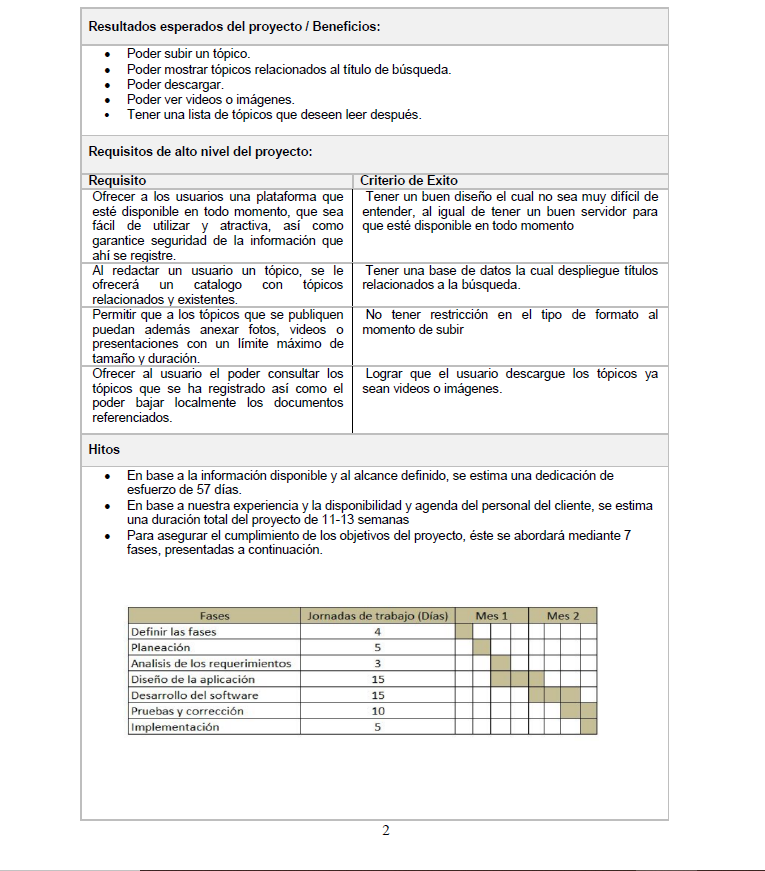 Resultados esperados del proyecto / Beneficios:
• Poder subir un tópico.
• Poder mostrar tópicos relacionados al título de búsqueda.
• Poder descargar.
• Poder ver videos o imágenes.
• Tener una lista de tópicos que deseen leer después.
Requisitos de alto nivel del proyecto:
Requisito
Criterio de Exito
Ofrecer a los usuarios una plataforma que
esté disponible en todo momento, que sea
fácil de utilizar y atractiva, así como
garantice seguridad de la información que
ahí se registre.
Tener un buen diseño el cual no sea muy difícil de
entender, al igual de tener un buen servidor para
que esté disponible en todo momento
Al redactar un usuario un tópico, se le
ofrecerá un catalogo con tópicos
relacionados y existentes.
Tener una base de datos la cual despliegue títulos
relacionados a la búsqueda.
Permitir que a los tópicos que se publiquen
puedan además anexar fotos, videos o
presentaciones con un límite máximo de
tamaño y duración.
No tener restricción en el tipo de formato al
momento de subir
Ofrecer al usuario el poder consultar los
tópicos que se ha registrado así como el
poder bajar localmente los documentos
referenciados.
Lograr que el usuario descargue los tópicos ya
sean videos o imágenes.
Hitos
• En base a la información disponible y al alcance definido, se estima una dedicación de
esfuerzo de 57 días.
• En base a nuestra experiencia y la disponibilidad y agenda del personal del cliente, se estima
una duración total del proyecto de 11-13 semanas
• Para asegurar el cumplimiento de los objetivos del proyecto, éste se abordará mediante 7
fases, presentadas a continuación.
Fases Jornadas de trabajo (Días) Mes 1 Mes 2
Definir las fases 4
Planeación 5
Analisis de los requerimientos 3
Diseño de la aplicación 15
Desarrollo del software 15
Pruebas y corrección 10
Implementación 5
2